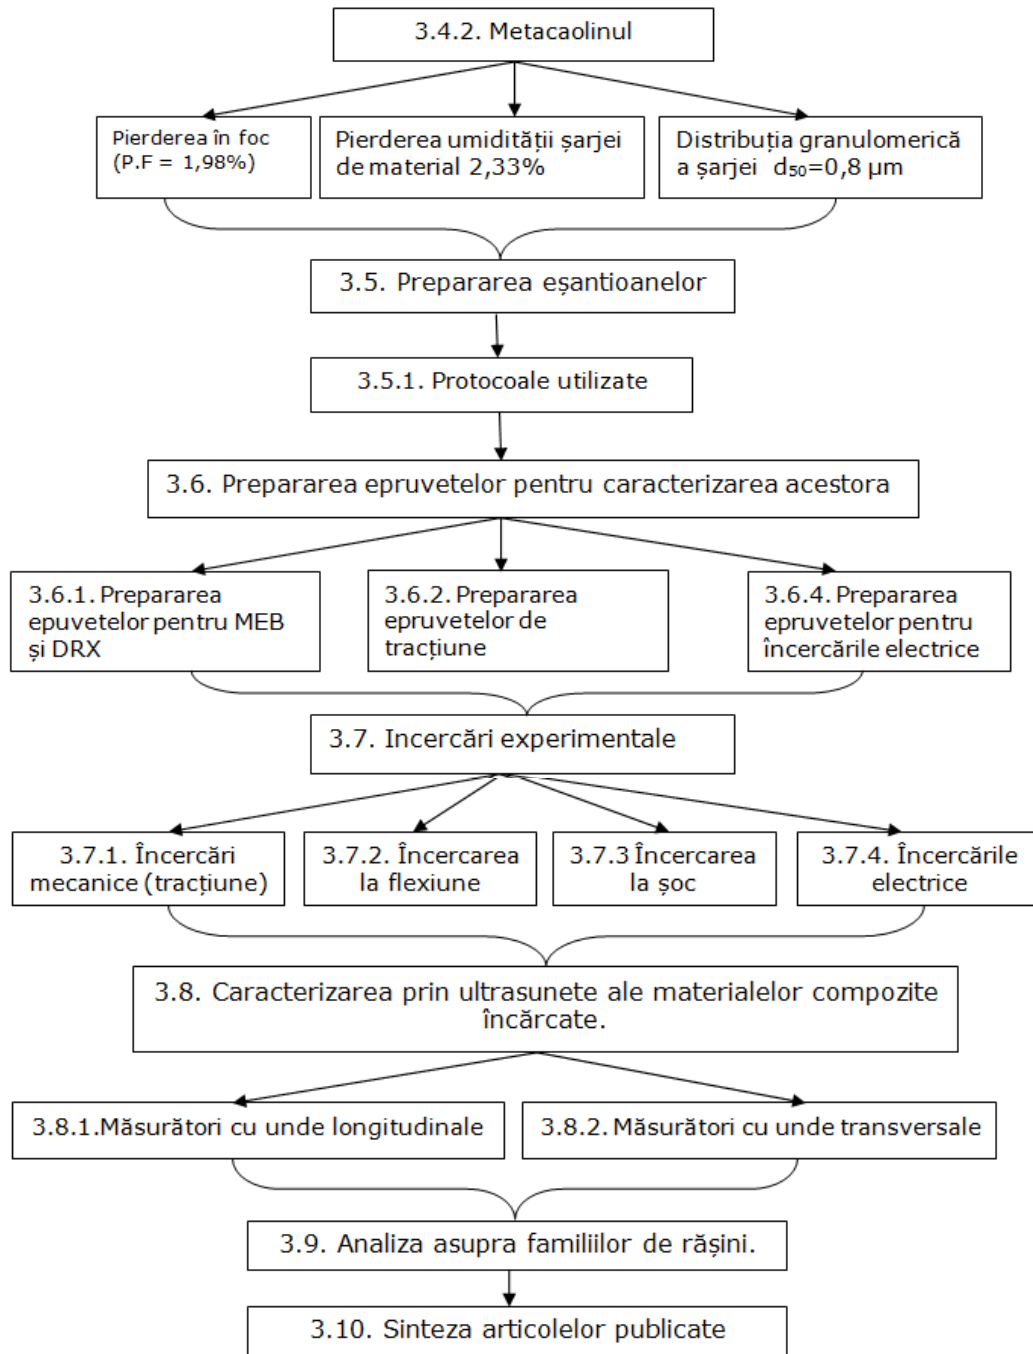 3.4.2. Metacaolinul
Pierderea în foc
(P.F = 1,98%)
Pierderea umidității șarjei
de material 2,33%
Distribuția granulomerică
a șarjei d₅₀=0,8 µm
3.5. Prepararea eșantioanelor
3.5.1. Protocoale utilizate
3.6. Prepararea epruvetelor pentru caracterizarea acestora
3.6.1. Prepararea
epuvetelor pentru MEB
și DRX
3.6.2. Prepararea
epruvetelor de
tracțiune
3.6.4. Prepararea
epruvetelor pentru
încercările electrice
3.7. Incercări experimentale
3.7.1. Încercări
mecanice (tracțiune)
3.7.2. Încercarea
la flexiune
3.7.3 Încercarea
la șoc
3.7.4. Încercările
electrice
3.8. Caracterizarea prin ultrasunete ale materialelor compozite
încărcate.
3.8.1.Măsurători cu unde longitudinale
3.8.2. Măsurători cu unde transversale
3.9. Analiza asupra familiilor de rășini.
3.10. Sinteza articolelor publicate